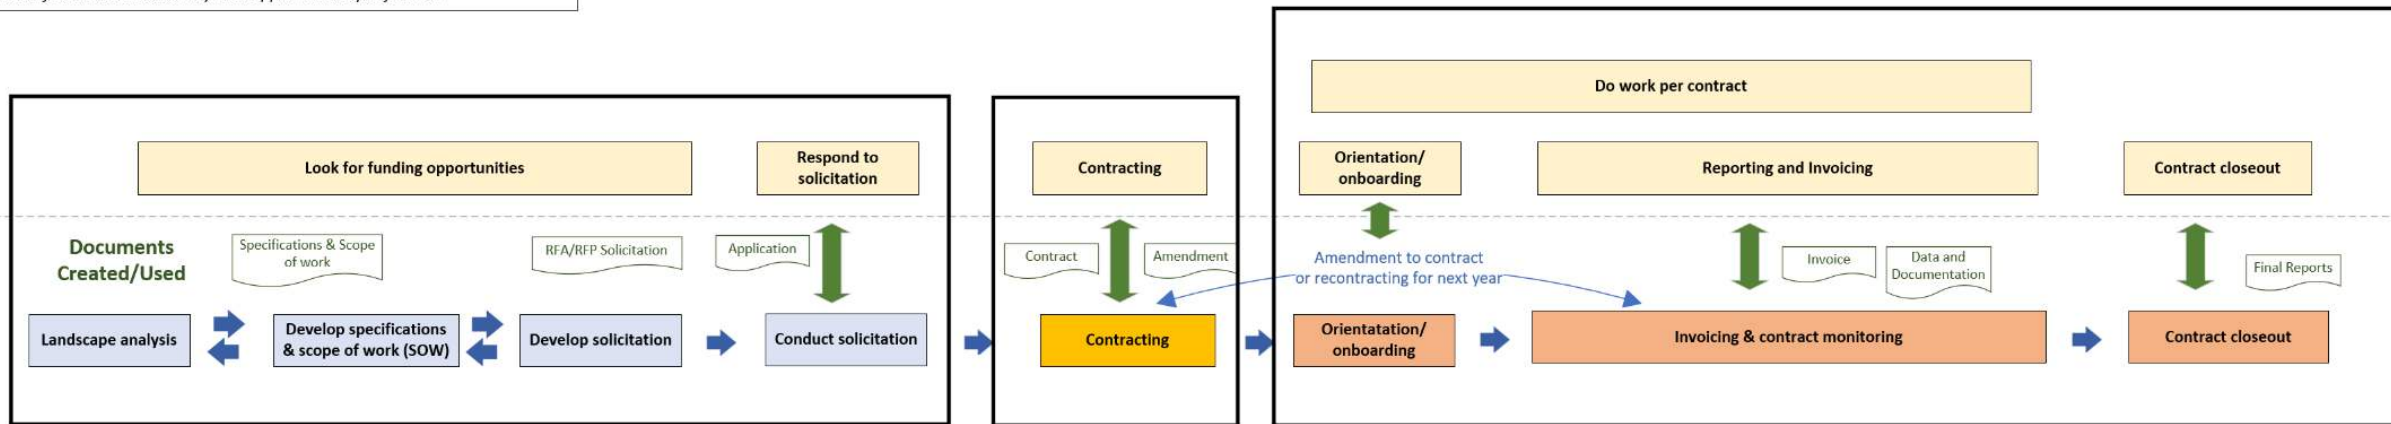 Do work per contract
Look for funding opportunities
Respond to
solicitation
Contracting
Orientation/
onboarding
Reporting and Invoicing
Contract closeout
Documents
Created/Used
Specifications & Scope
of work
RFA/RFP Solicitation
Application
Contract
Amendment
Amendment to contract
or recontracting for next year
Invoice
Data and
Documentation
Final Reports
Landscape analysis
Develop specifications
& scope of work (SOW)
Develop solicitation
Conduct solicitation
Contracting
Orientatation/
onboarding
Invoicing & contract monitoring
Contract closeout